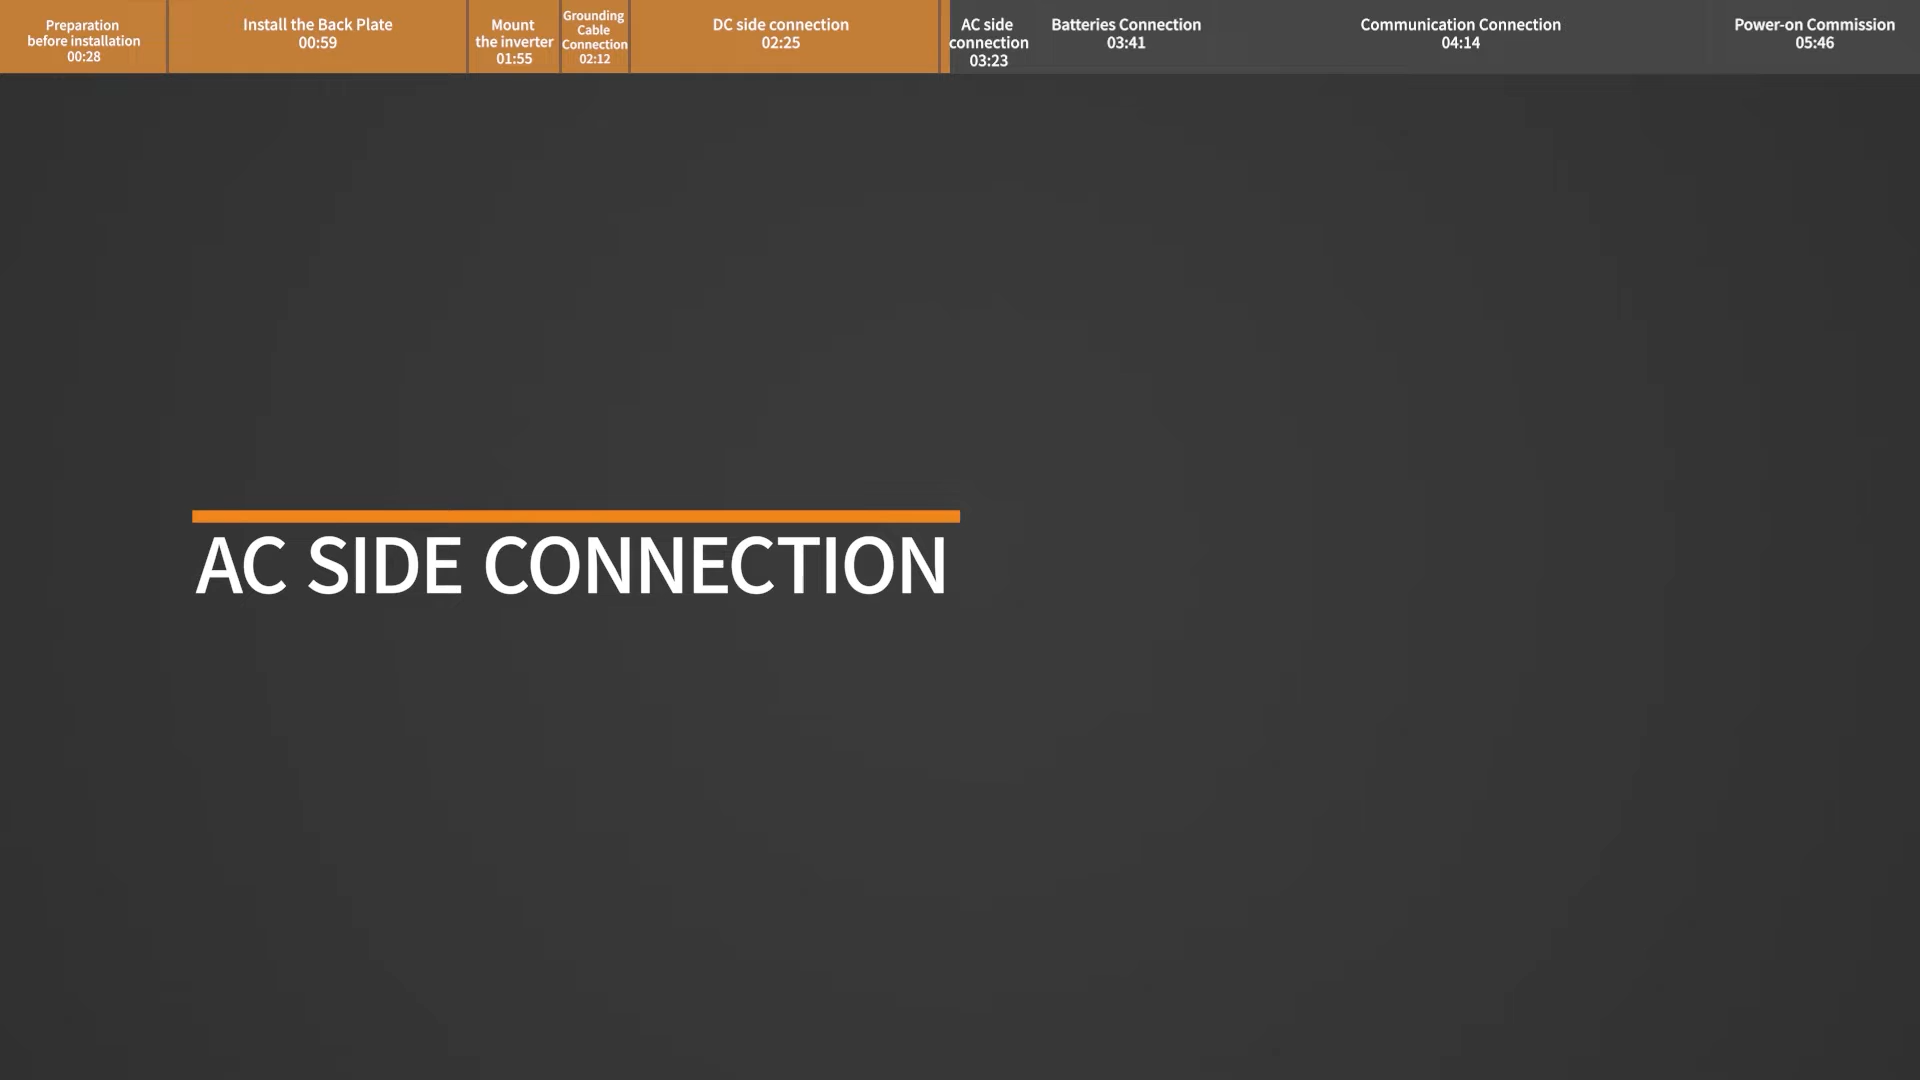 Preparation
before installation
00:28
Install the Back Plate
00:59
Mount
the inverter
01:55
Grounding
Cable
Connection
02:12
DC side connection
02:25
AC side
connection
03:23
Batteries Connection
03:41
Communication Connection
04:14
Power-on Commission
05:46
AC SIDE CONNECTION